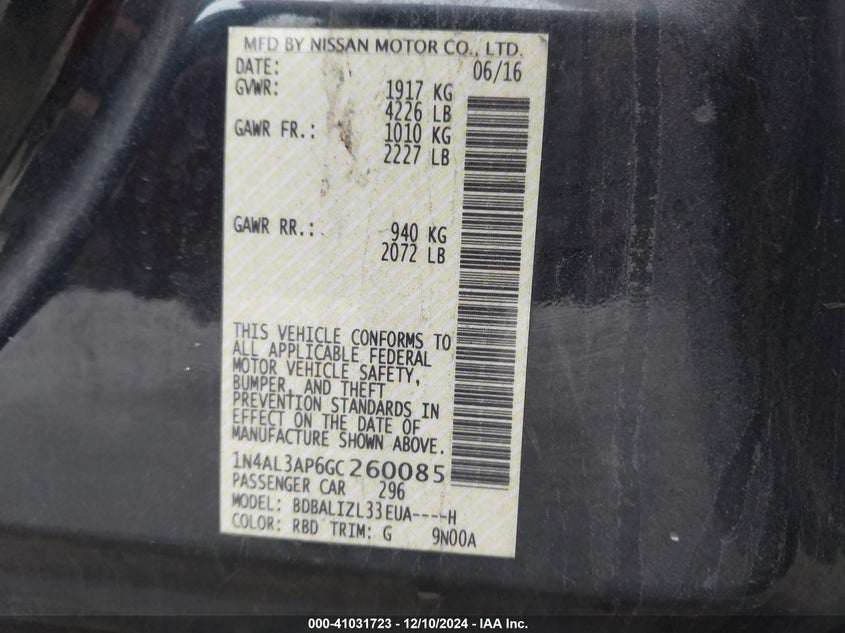 MFD BY NISSAN MOTOR CO., LTD.
DATE: 06/16
GVWR: 1917 KG
4226 LB
GAWR FR.: 1010 KG
2227 LB
GAWR RR.: 940 KG
2072 LB
THIS VEHICLE CONFORMS TO
ALL APPLICABLE FEDERAL
MOTOR VEHICLE SAFETY,
BUMPER, AND THEFT
PREVENTION STANDARDS IN
EFFECT ON THE DATE OF
MANUFACTURE SHOWN ABOVE.
1N4AL3AP6GC260085
PASSENGER CAR 296
MODEL: BDBALIZL33EUA----H
COLOR: RBD TRIM: G 9N00A
000-41031723 - 12/10/2024 - IAA Inc.